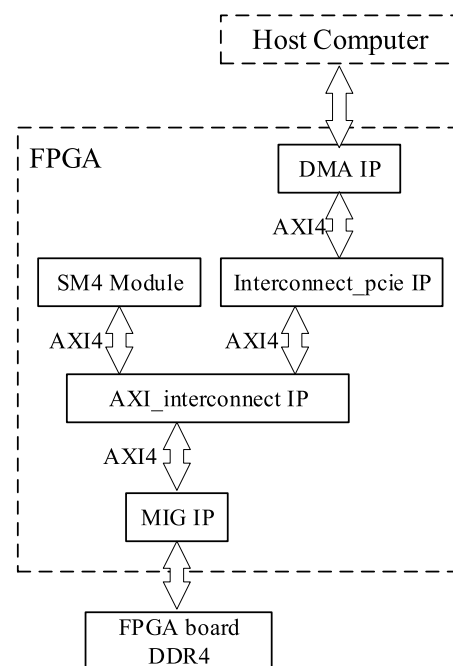 Host Computer
FPGA
DMA IP
AXI4
SM4 Module
Interconnect_pcie IP
AXI4
AXI4
AXI_interconnect IP
AXI4
MIG IP
FPGA board
DDR4